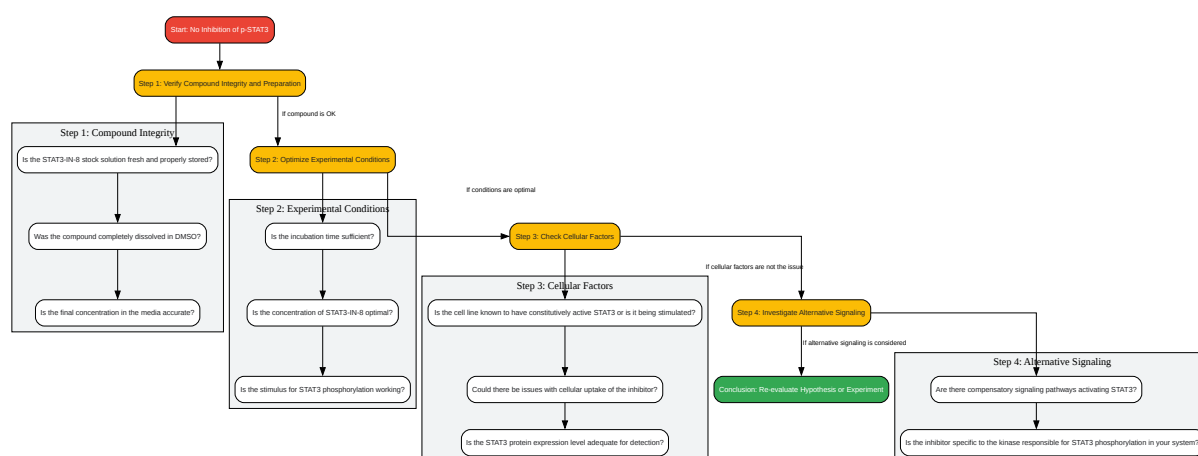 Start: No Inhibition of p-STAT3
Step 1: Verify Compound Integrity and Preparation
If compound is OK
Step 1: Compound Integrity
Is the STAT3-IN-8 stock solution fresh and properly stored?
Was the compound completely dissolved in DMSO?
Is the final concentration in the media accurate?
Step 2: Optimize Experimental Conditions
If conditions are optimal
Step 2: Experimental Conditions
Is the incubation time sufficient?
Is the concentration of STAT3-IN-8 optimal?
Is the stimulus for STAT3 phosphorylation working?
Step 3: Check Cellular Factors
If cellular factors are not the issue
Step 3: Cellular Factors
Is the cell line known to have constitutively active STAT3 or is it being stimulated?
Could there be issues with cellular uptake of the inhibitor?
Is the STAT3 protein expression level adequate for detection?
Step 4: Investigate Alternative Signaling
If alternative signaling is considered
Conclusion: Re-evaluate Hypothesis or Experiment
Step 4: Alternative Signaling
Are there compensatory signaling pathways activating STAT3?
Is the inhibitor specific to the kinase responsible for STAT3 phosphorylation in your system?